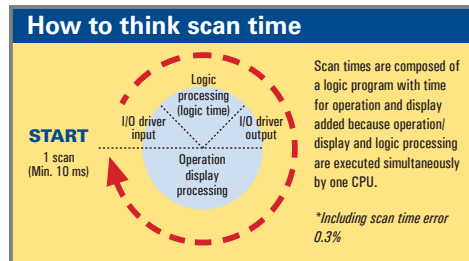 How to think scan time
Logic
processing
(logic time)
I/O driver
input
I/O driver
output
START
1 scan
(Min. 10 ms)
Operation
display
processing
Scan times are composed of
a logic program with time
for operation and display
added because operation/
display and logic processing
are executed simultaneously
by one CPU.
*Including scan time error
0.3%